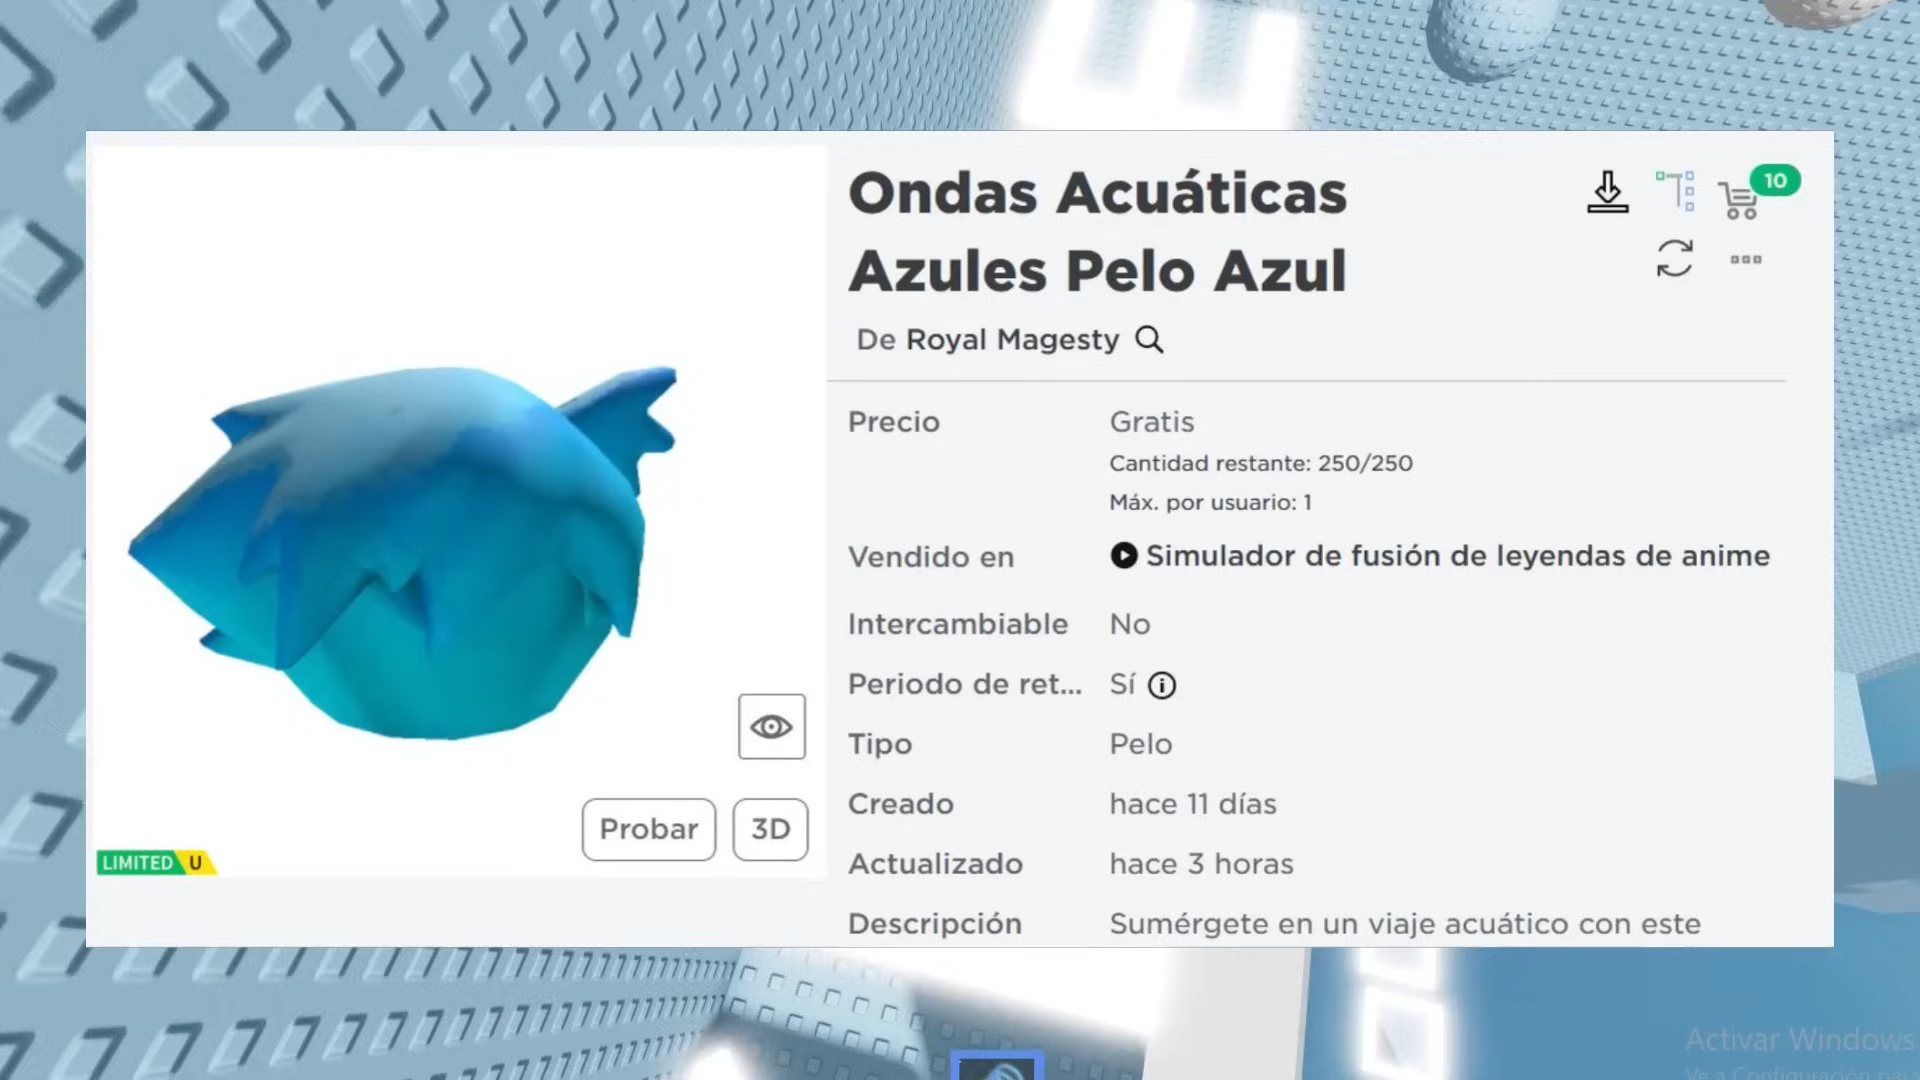 Ondas Acuáticas
Azules Pelo Azul
10
De Royal Magesty
Precio Gratis
Cantidad restante: 250/250
Máx. por usuario: 1
Vendido en Simulador de fusión de leyendas de anime
Intercambiable No
Periodo de ret... Sí
Tipo Pelo
Creado hace 11 días
Actualizado hace 3 horas
Descripción Sumérgete en un viaje acuático con este
Probar 3D
LIMITED U
Activar Windows
Ve a Configuración para